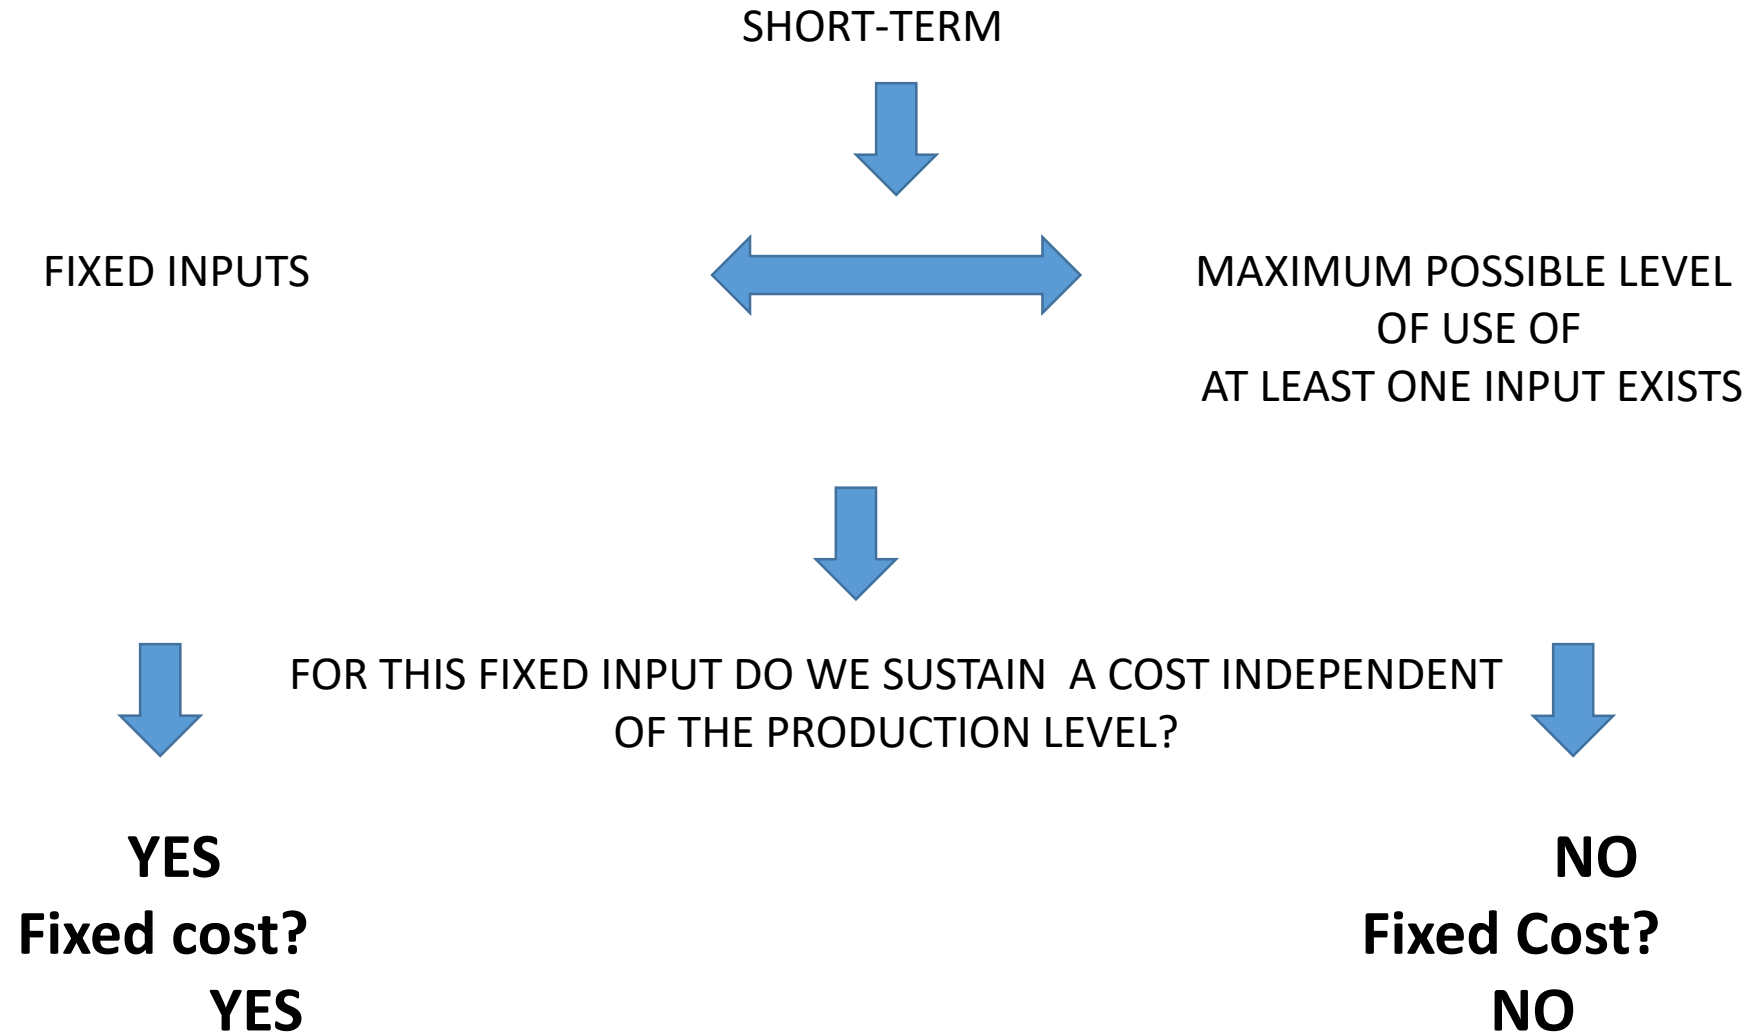 SHORT-TERM
FIXED INPUTS
MAXIMUM POSSIBLE LEVEL
OF USE OF
AT LEAST ONE INPUT EXISTS
FOR THIS FIXED INPUT DO WE SUSTAIN  A COST INDEPENDENT
OF THE PRODUCTION LEVEL?
YES
Fixed cost?
YES
NO
Fixed Cost?
NO